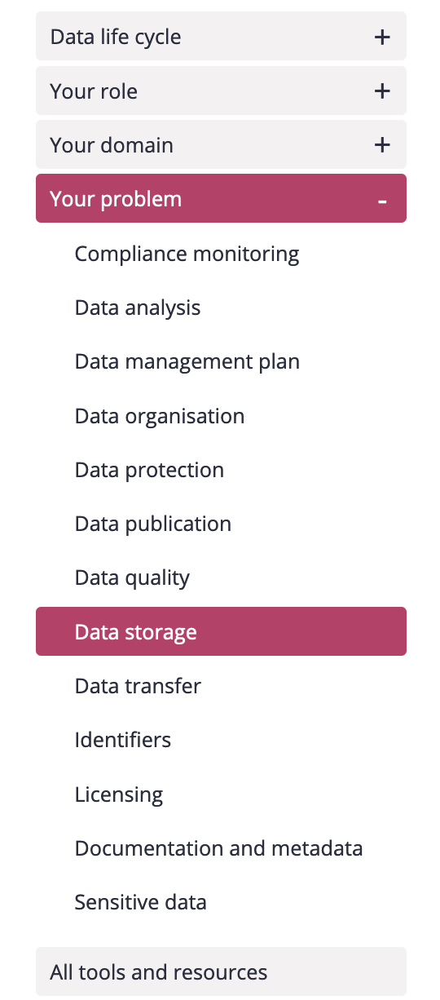 Data life cycle +
Your role +
Your domain +
Your problem -
Compliance monitoring
Data analysis
Data management plan
Data organisation
Data protection
Data publication
Data quality
Data storage
Data transfer
Identifiers
Licensing
Documentation and metadata
Sensitive data
All tools and resources